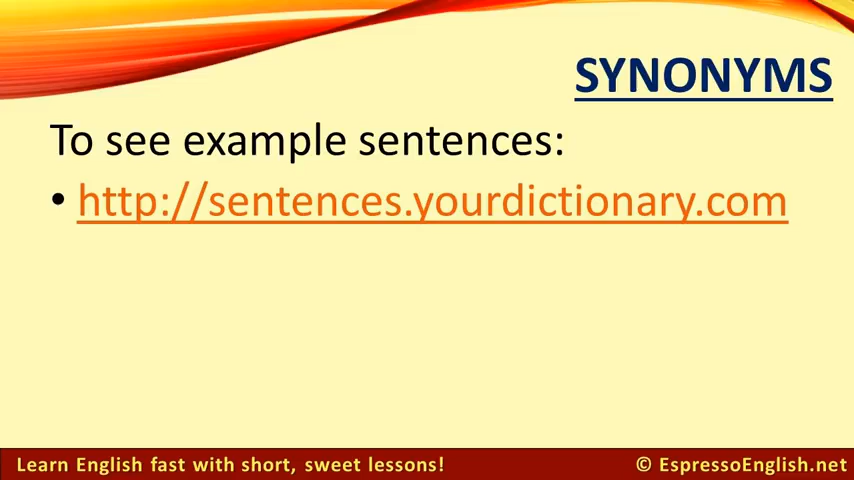 SYNONYMS
To see example sentences:
• http://sentences.yourdictionary.com
Learn English fast with short, sweet lessons!
© EspressoEnglish.net